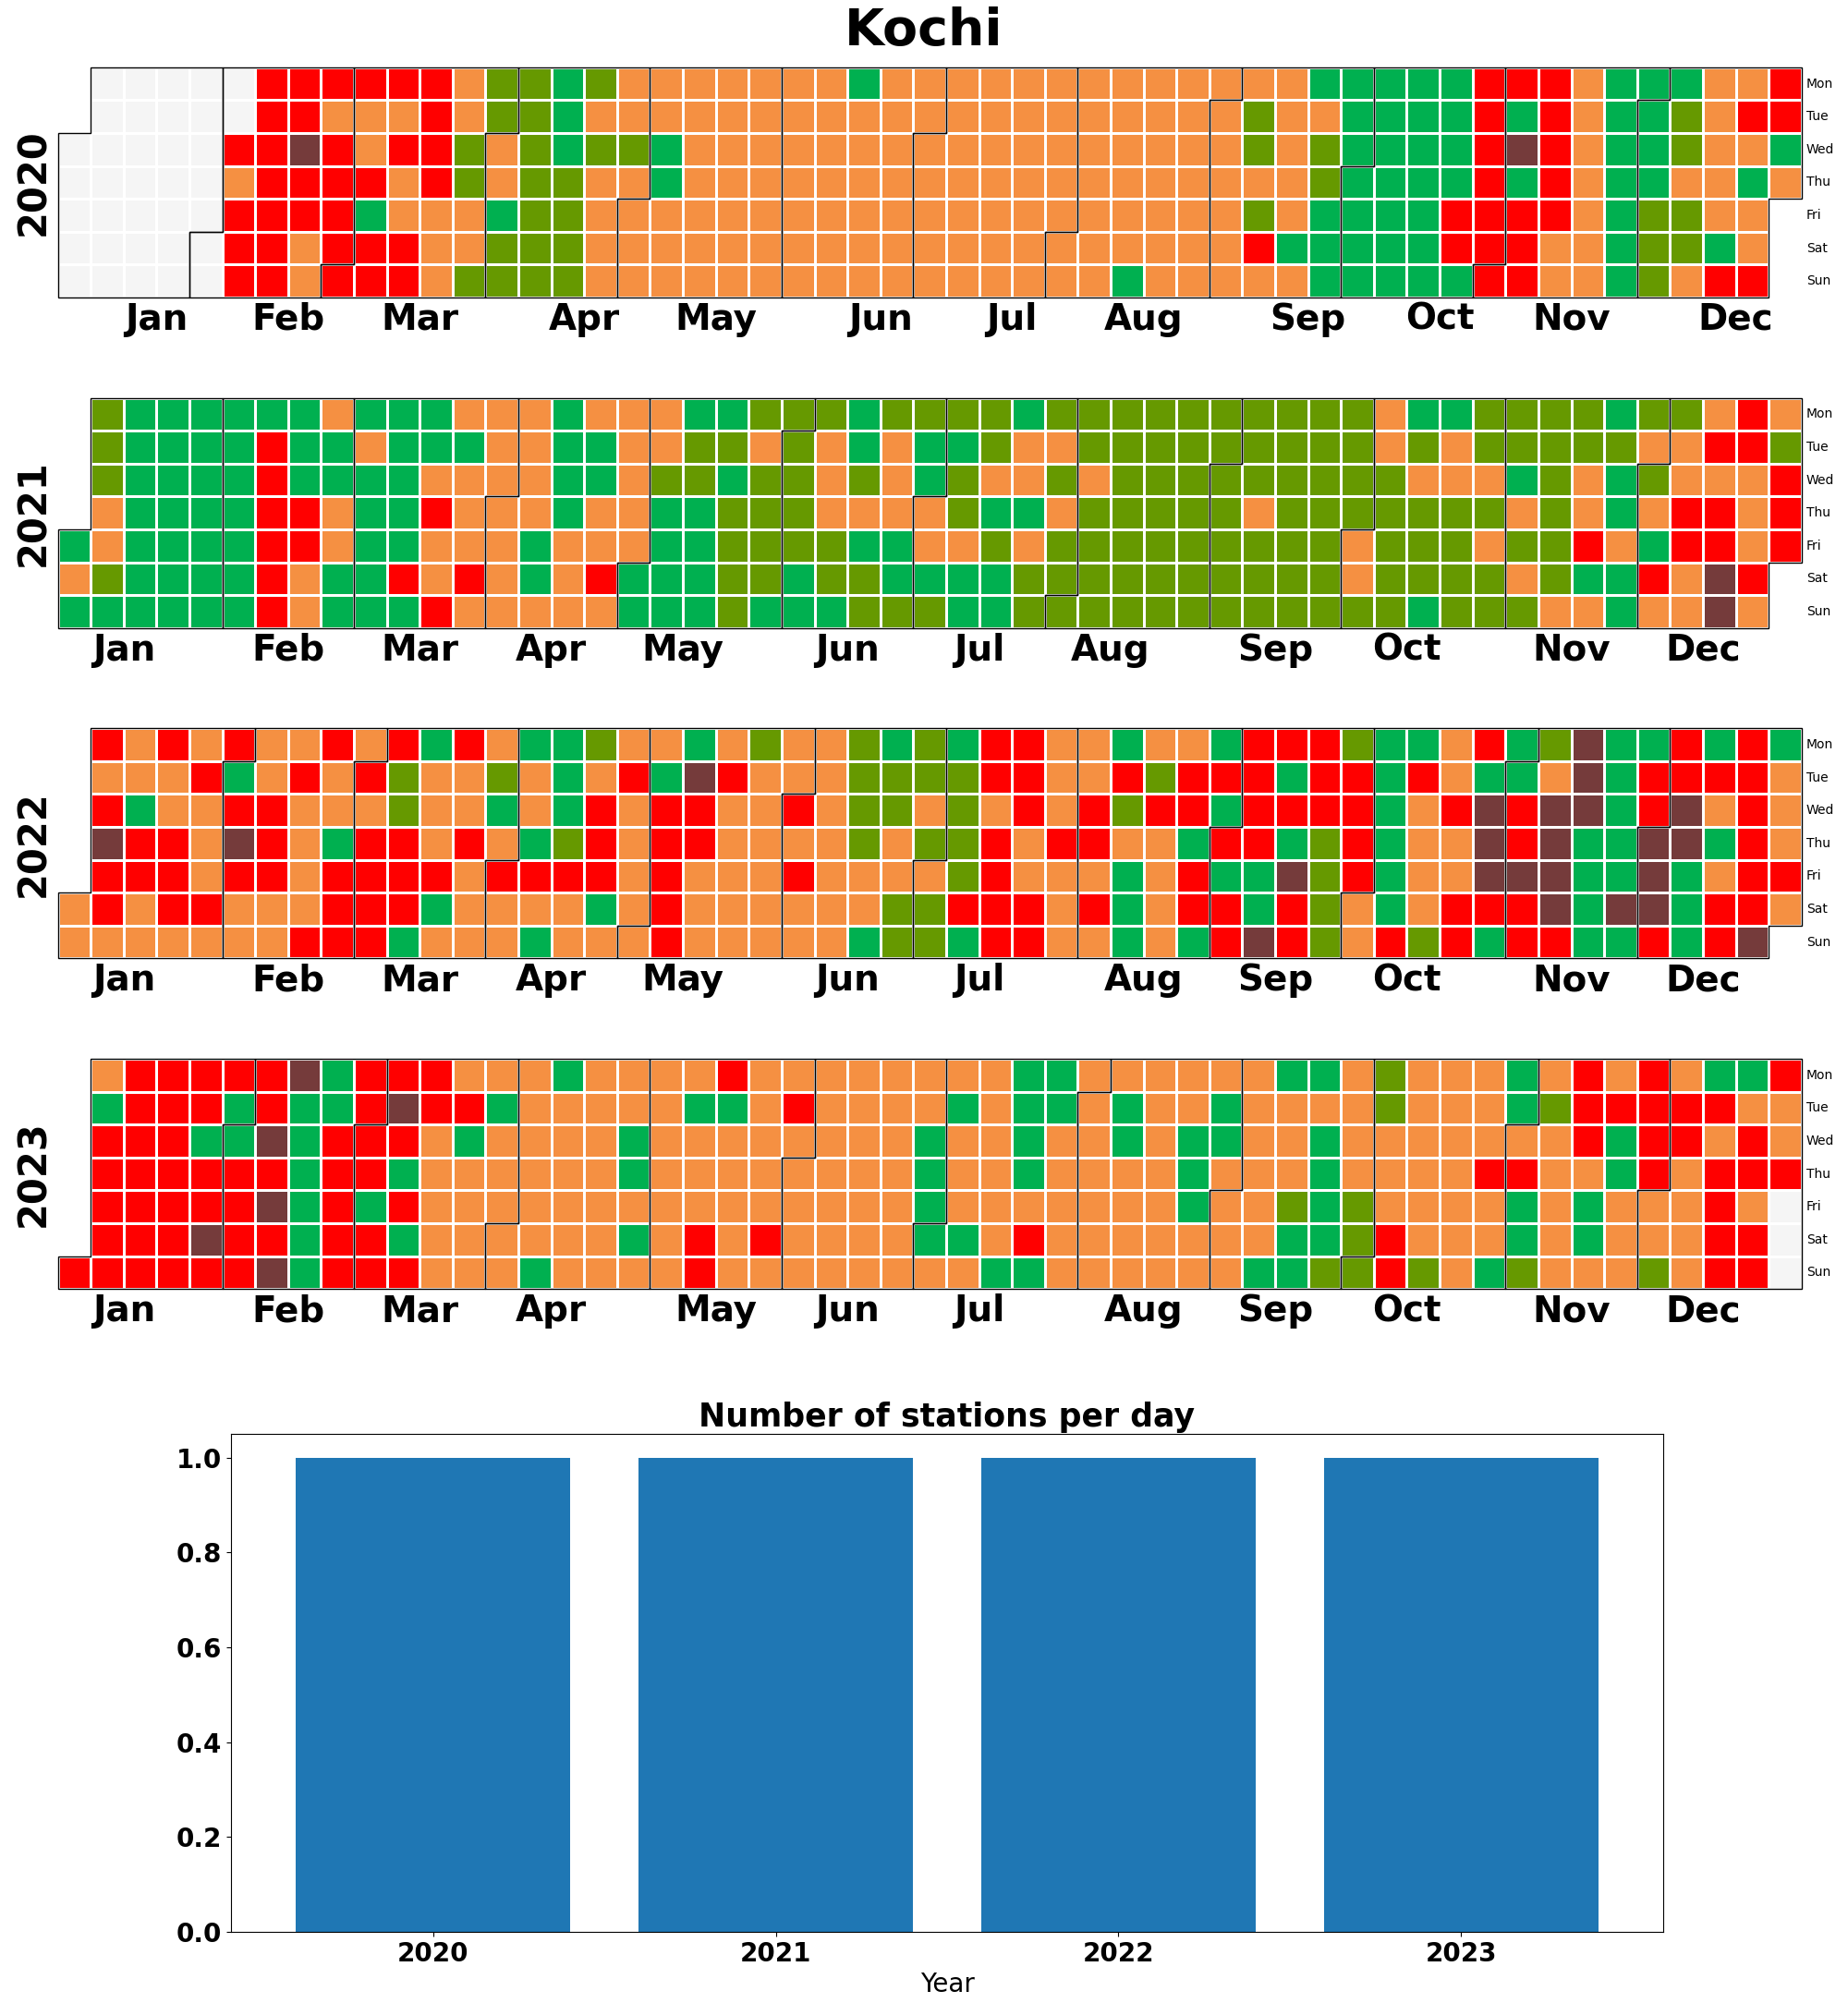 Kochi
2020
Mon
Tue
Wed
Thu
Fri
Sat
Sun
Jan Feb Mar Apr May Jun Jul Aug Sep Oct Nov Dec
2021
Mon
Tue
Wed
Thu
Fri
Sat
Sun
Jan Feb Mar Apr May Jun Jul Aug Sep Oct Nov Dec
2022
Mon
Tue
Wed
Thu
Fri
Sat
Sun
Jan Feb Mar Apr May Jun Jul Aug Sep Oct Nov Dec
2023
Mon
Tue
Wed
Thu
Fri
Sat
Sun
Jan Feb Mar Apr May Jun Jul Aug Sep Oct Nov Dec
Number of stations per day
1.0
0.8
0.6
0.4
0.2
0.0
2020 2021 2022 2023
Year